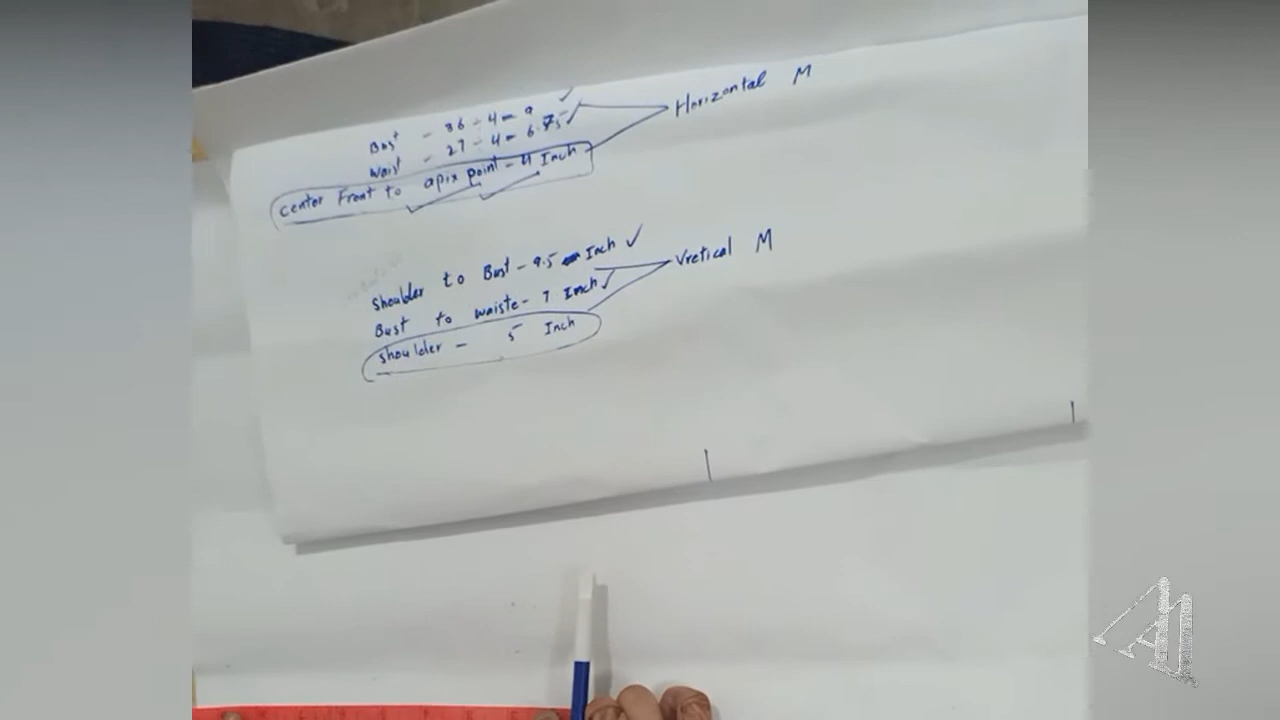 Bust - 36 ÷ 4 = 9 ✓
Waist - 27 ÷ 4 = 6.75 ✓
center Front to apix point - 4 Inch
Horizontal M
Shoulder to Bust - 9.5 Inch ✓
Bust to waiste - 7 Inch ✓
shoulder - 5 Inch
Vretical M